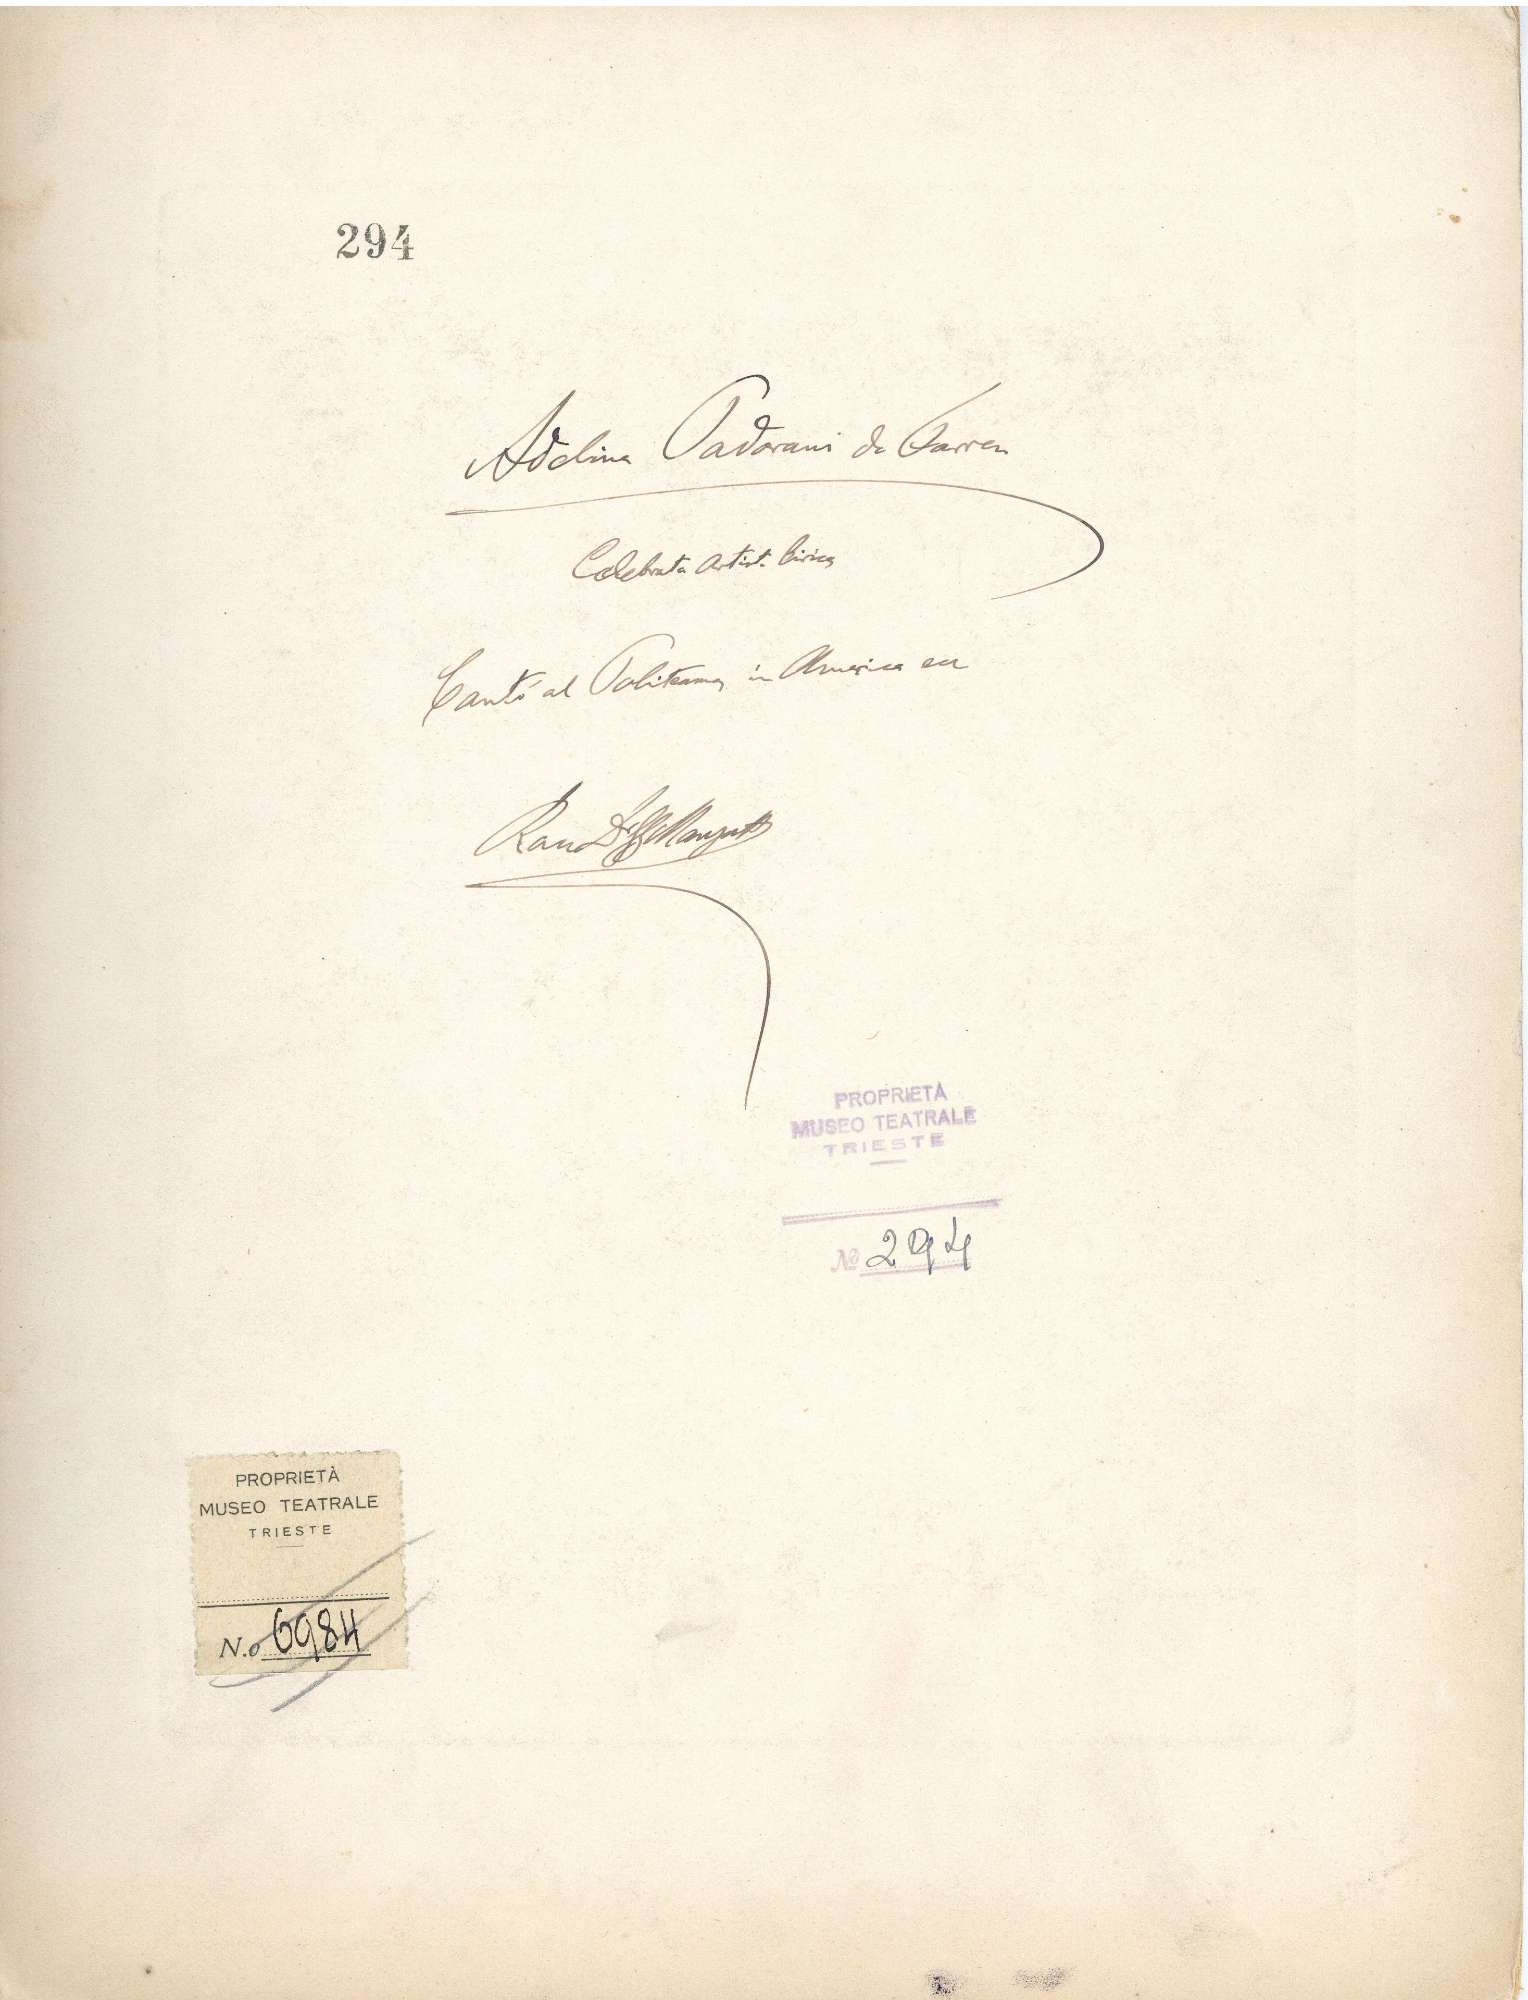 294
Adelina Padovani de Farren
Celebrata artist. lirica
Cantò al Politeama, in America ecc
PROPRIETÀ
MUSEO TEATRALE
TRIESTE
No 294
PROPRIETÀ
MUSEO TEATRALE
TRIESTE
N.o 6984